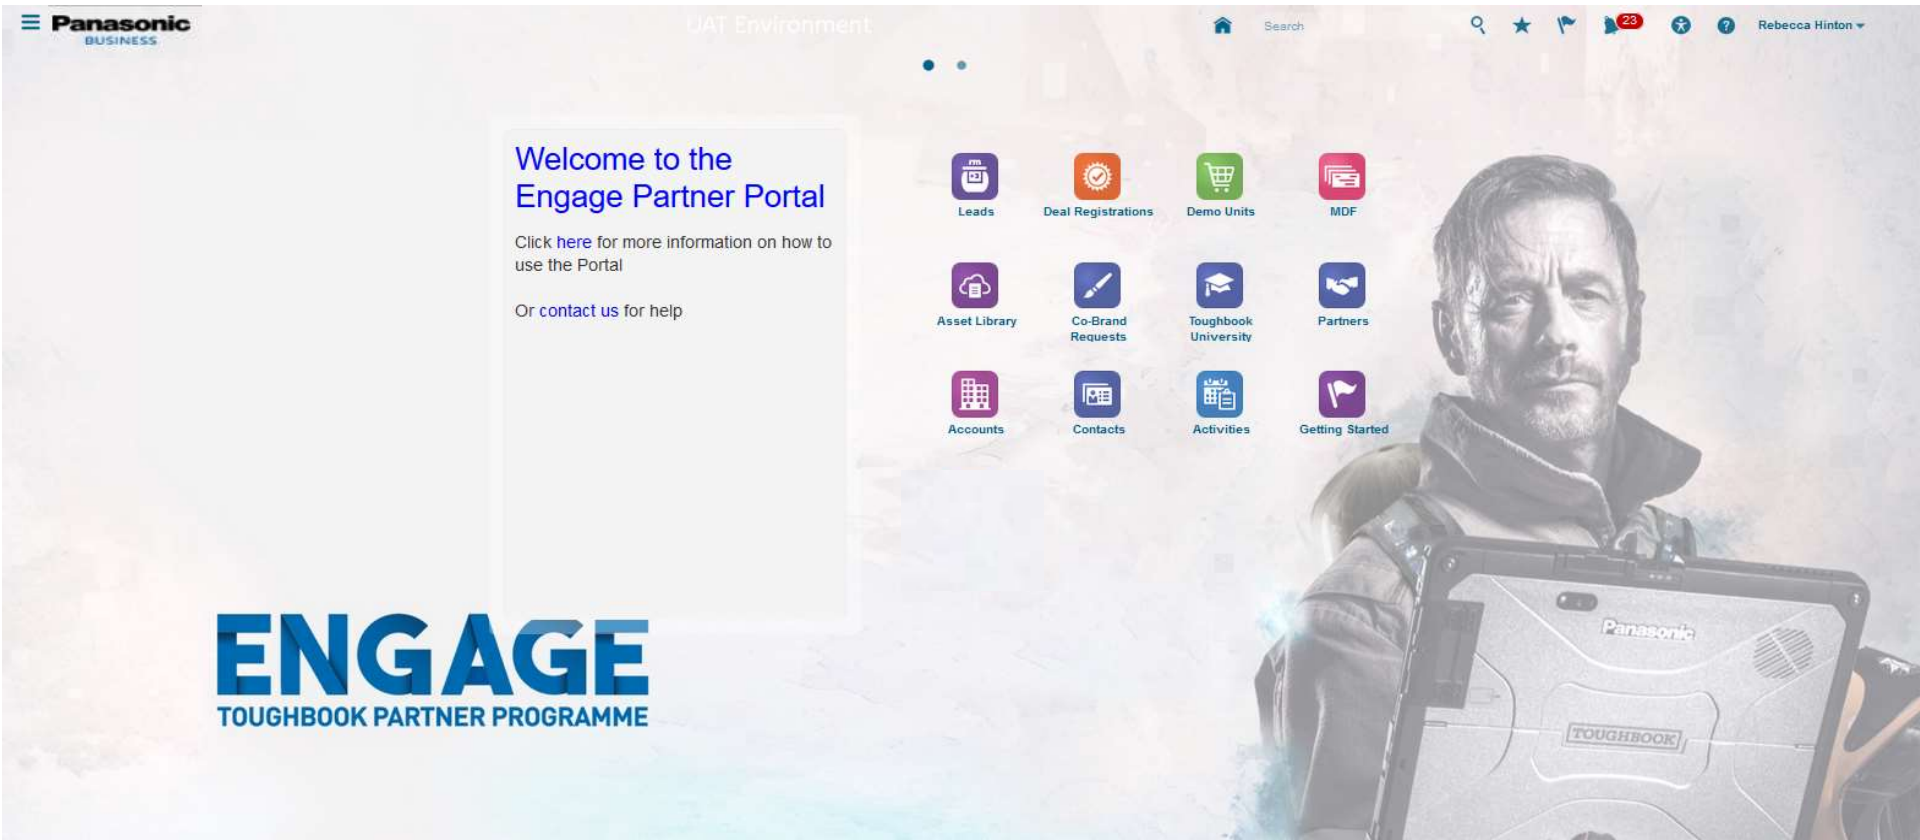 Panasonic
BUSINESS
UAT Environment
Search
23
Rebecca Hinton
Welcome to the
Engage Partner Portal
Click here for more information on how to
use the Portal
Or contact us for help
Leads
Deal Registrations
Demo Units
MDF
Asset Library
Co-Brand
Requests
Toughbook
University
Partners
Accounts
Contacts
Activities
Getting Started
ENGAGE
TOUGHBOOK PARTNER PROGRAMME
Panasonic
TOUGHBOOK